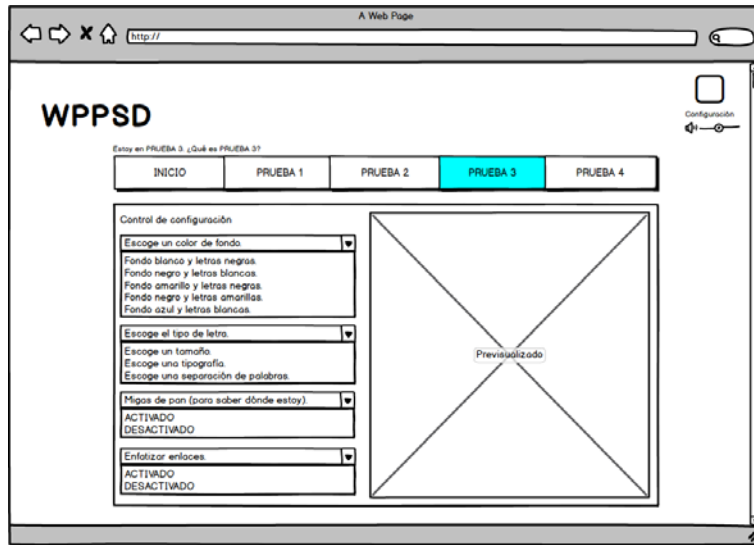 A Web Page
http://
WPPSD
Configuración
Estoy en PRUEBA 3. ¿Qué es PRUEBA 3?
INICIO
PRUEBA 1
PRUEBA 2
PRUEBA 3
PRUEBA 4
Control de configuración
Escoge un color de fondo.
Fondo blanco y letras negras.
Fondo negro y letras blancas.
Fondo amarillo y letras negras.
Fondo negro y letras amarillas.
Fondo azul y letras blancas.
Escoge el tipo de letra.
Escoge un tamaño.
Escoge una tipografía.
Escoge una separación de palabras.
Migas de pan (para saber dónde estoy).
ACTIVADO
DESACTIVADO
Enfatizar enlaces.
ACTIVADO
DESACTIVADO
Previsualizado